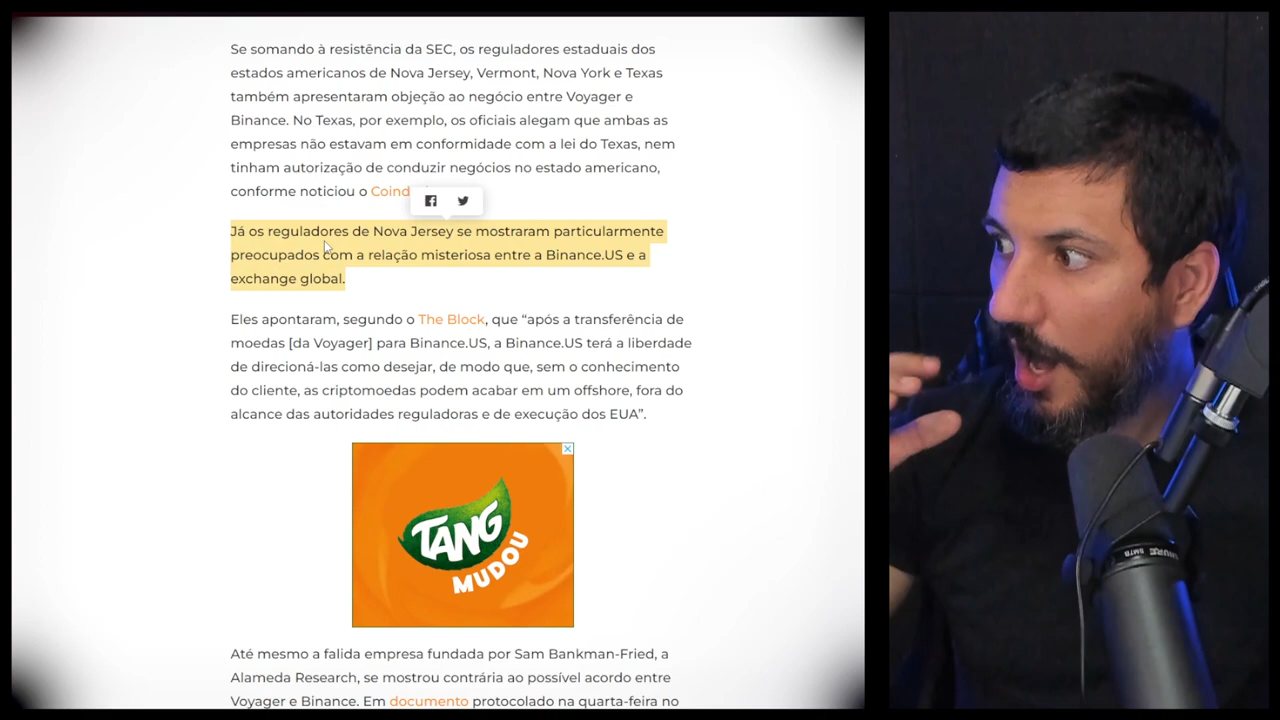 Se somando à resistência da SEC, os reguladores estaduais dos
estados americanos de Nova Jersey, Vermont, Nova York e Texas
também apresentaram objeção ao negócio entre Voyager e
Binance. No Texas, por exemplo, os oficiais alegam que ambas as
empresas não estavam em conformidade com a lei do Texas, nem
tinham autorização de conduzir negócios no estado americano,
conforme noticiou o
Já os reguladores de Nova Jersey se mostraram particularmente
preocupados com a relação misteriosa entre a Binance.US e a
exchange global.
Eles apontaram, segundo o The Block, que “após a transferência de
moedas [da Voyager] para Binance.US, a Binance.US terá a liberdade
de direcioná-las como desejar, de modo que, sem o conhecimento
do cliente, as criptomoedas podem acabar em um offshore, fora do
alcance das autoridades reguladoras e de execução dos EUA”.
TANG
MUDOU
Até mesmo a falida empresa fundada por Sam Bankman-Fried, a
Alameda Research, se mostrou contrária ao possível acordo entre
Voyager e Binance. Em documento protocolado na quarta-feira no
SHURE SM7B